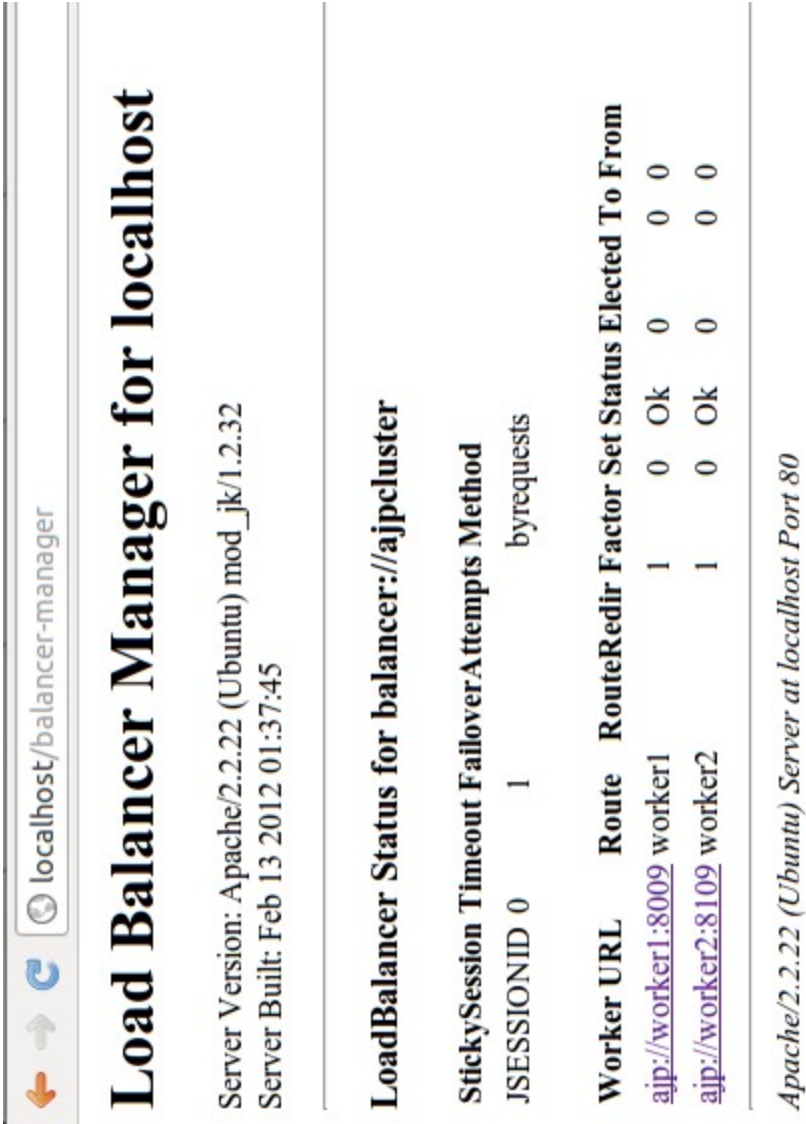 localhost/balancer-manager
Load Balancer Manager for localhost
Server Version: Apache/2.2.22 (Ubuntu) mod_jk/1.2.32
Server Built: Feb 13 2012 01:37:45
LoadBalancer Status for balancer://ajpcluster
StickySession Timeout FailoverAttempts Method
JSESSIONID 0 1 byrequests
Worker URL Route RouteRedir Factor Set Status Elected To From
ajp://worker1:8009 worker1 1 0 Ok 0 0 0
ajp://worker2:8109 worker2 1 0 Ok 0 0 0
Apache/2.2.22 (Ubuntu) Server at localhost Port 80